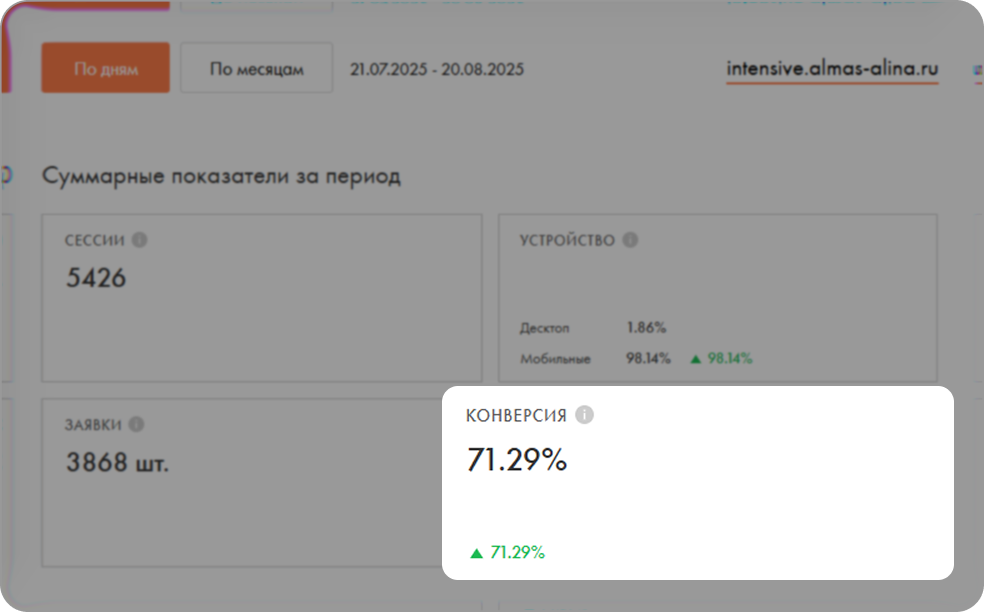 По дням
По месяцам
21.07.2025 - 20.08.2025
intensive.almas-alina.ru
Суммарные показатели за период
СЕССИИ
5426
УСТРОЙСТВО
Десктоп 1.86%
Мобильные 98.14% ▲ 98.14%
ЗАЯВКИ
3868 шт.
КОНВЕРСИЯ
71.29%
▲ 71.29%